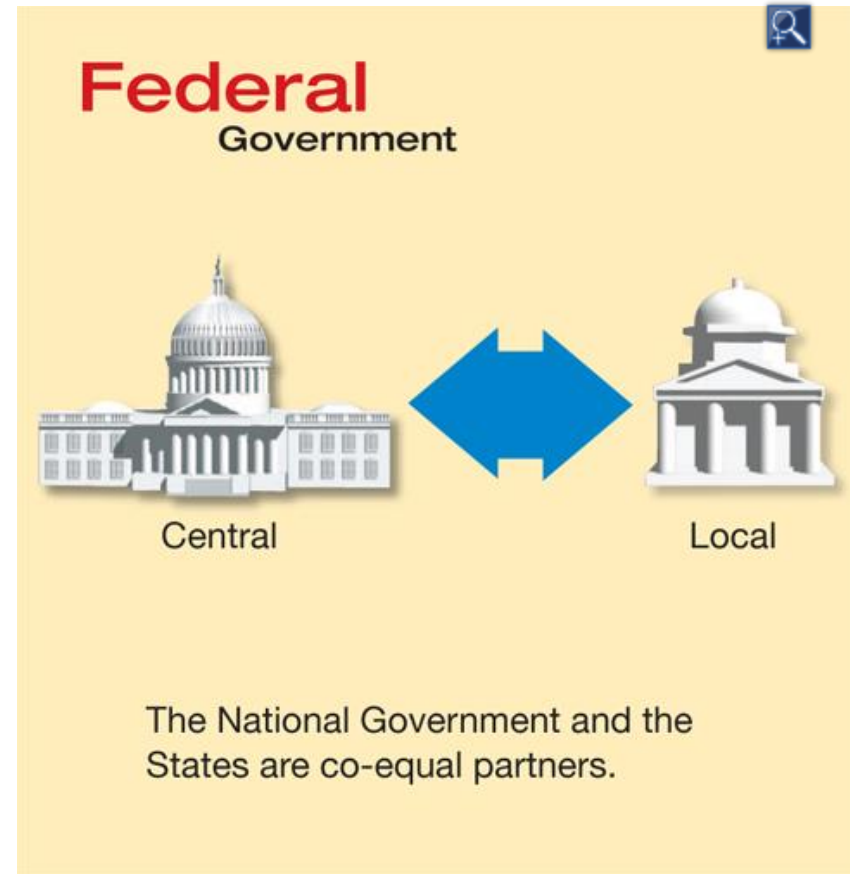 Federal
Government
Central
Local
The National Government and the
States are co-equal partners.